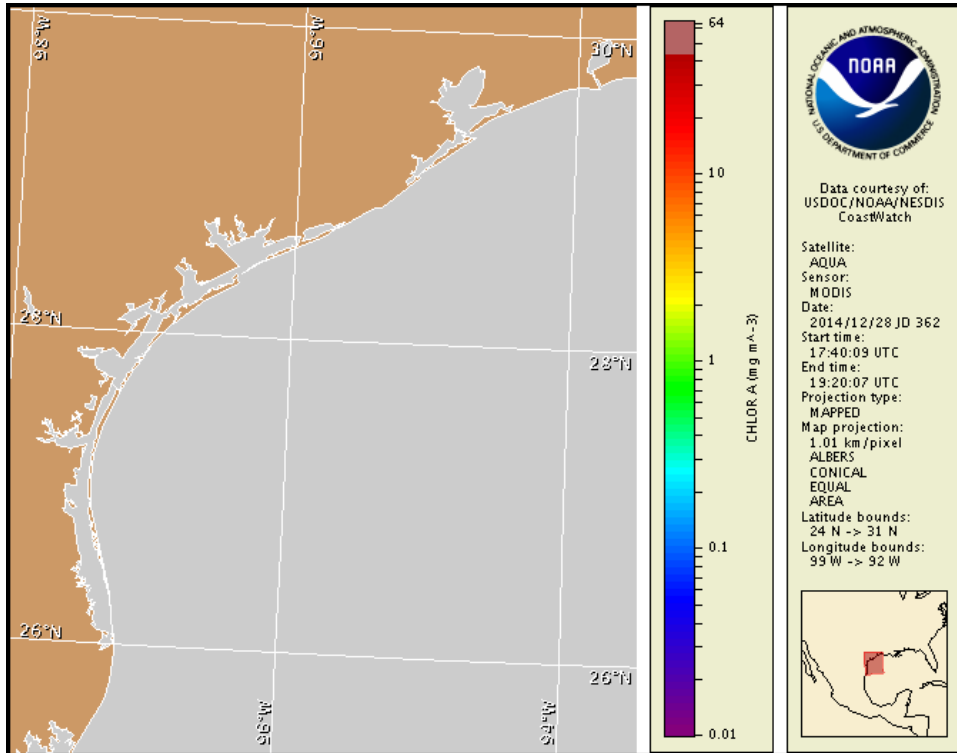 98°W
96°W
30°N
28°N
28°N
26°N
26°N
96°W
94°W
64
10
1
0.1
0.01
CHLOR A (mg m^-3)
NATIONAL OCEANIC AND ATMOSPHERIC ADMINISTRATION
NOAA
U.S. DEPARTMENT OF COMMERCE
Data courtesy of:
USDOC/NOAA/NESDIS
CoastWatch
Satellite:
AQUA
Sensor:
MODIS
Date:
2014/12/28 JD 362
Start time:
17:40:09 UTC
End time:
19:20:07 UTC
Projection type:
MAPPED
Map projection:
1.01 km/pixel
ALBERS
CONICAL
EQUAL
AREA
Latitude bounds:
24 N -> 31 N
Longitude bounds:
99 W -> 92 W